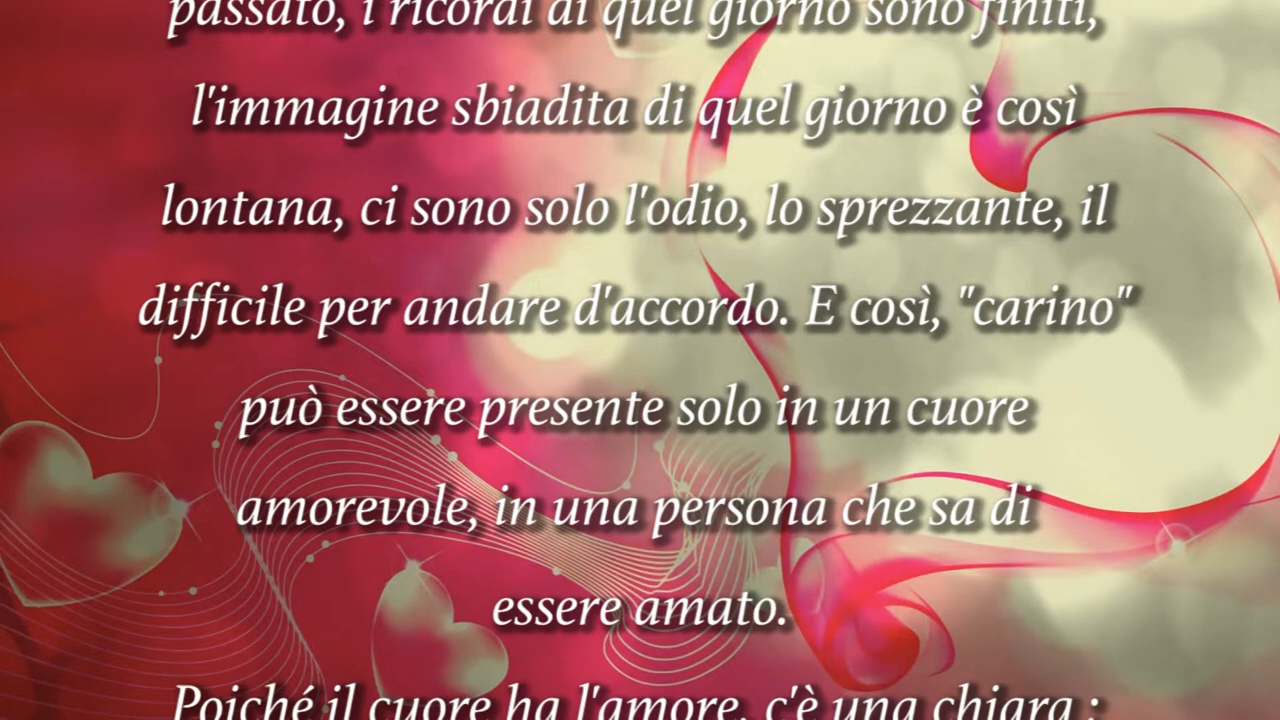 passato, i ricordi di quel giorno sono finiti,
l'immagine sbiadita di quel giorno è così
lontana, ci sono solo l'odio, lo sprezzante, il
difficile per andare d'accordo. E così, "carino"
può essere presente solo in un cuore
amorevole, in una persona che sa di
essere amato.
Poiché il cuore ha l'amore, c'è una chiara ;